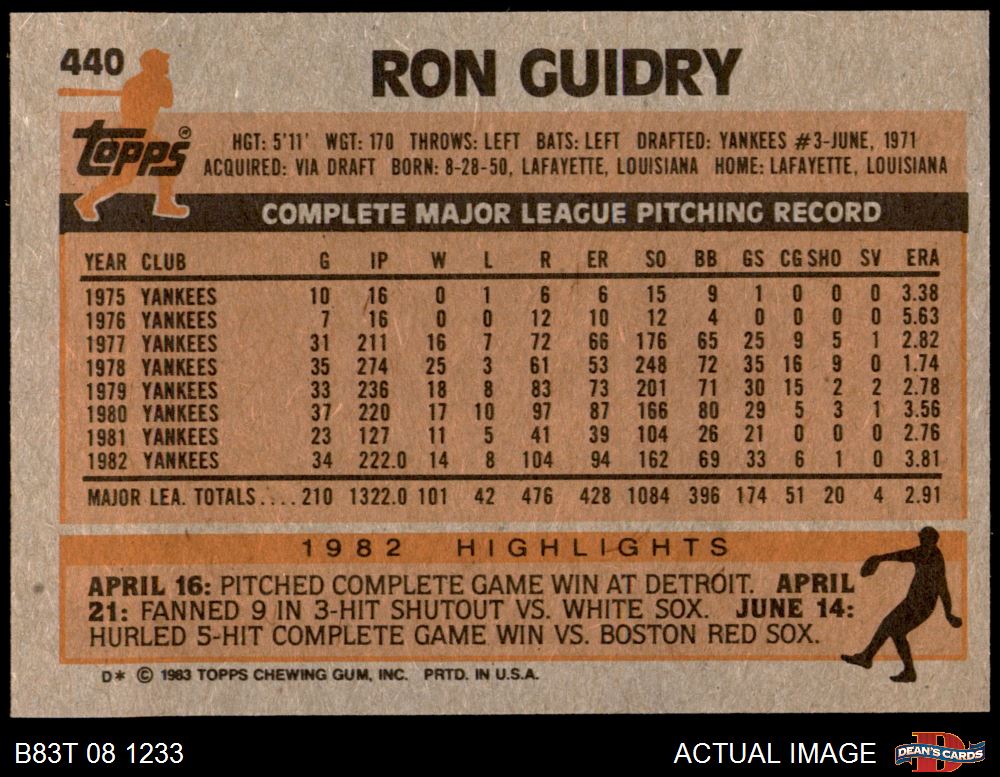 440
RON GUIDRY
Topps®
HGT: 5'11' WGT: 170 THROWS: LEFT BATS: LEFT DRAFTED: YANKEES #3-JUNE, 1971
ACQUIRED: VIA DRAFT BORN: 8-28-50, LAFAYETTE, LOUISIANA HOME: LAFAYETTE, LOUISIANA
COMPLETE MAJOR LEAGUE PITCHING RECORD
YEAR CLUB G IP W L R ER SO BB GS CG SHO SV ERA
1975 YANKEES 10 16 0 1 6 6 15 9 1 0 0 0 3.38
1976 YANKEES 7 16 0 0 12 10 12 4 0 0 0 0 5.63
1977 YANKEES 31 211 16 7 72 66 176 65 25 9 5 1 2.82
1978 YANKEES 35 274 25 3 61 53 248 72 35 16 9 0 1.74
1979 YANKEES 33 236 18 8 83 73 201 71 30 15 2 2 2.78
1980 YANKEES 37 220 17 10 97 87 166 80 29 5 3 1 3.56
1981 YANKEES 23 127 11 5 41 39 104 26 21 0 0 0 2.76
1982 YANKEES 34 222.0 14 8 104 94 162 69 33 6 1 0 3.81
MAJOR LEA. TOTALS.... 210 1322.0 101 42 476 428 1084 396 174 51 20 4 2.91
1982 HIGHLIGHTS
APRIL 16: PITCHED COMPLETE GAME WIN AT DETROIT. APRIL
21: FANNED 9 IN 3-HIT SHUTOUT VS. WHITE SOX. JUNE 14:
HURLED 5-HIT COMPLETE GAME WIN VS. BOSTON RED SOX.
D* © 1983 TOPPS CHEWING GUM, INC. PRTD. IN U.S.A.
B83T 08 1233
ACTUAL IMAGE
D
DEAN'S CARDS